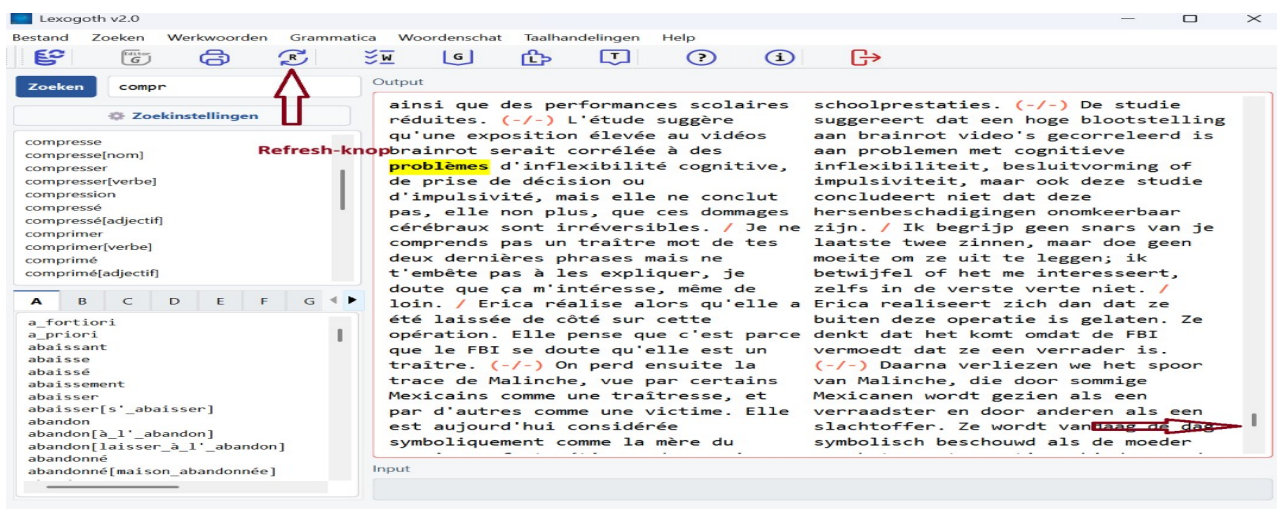 Lexogoth v2.0
Bestand Zoeken Werkwoorden Grammatica Woordenschat Taalhandelingen Help
Editor G R W G L T ? i
Zoeken compr
Zoekinstellingen
compresse
compresse[nom]
compresser
compresser[verbe]
compression
compressé
compressé[adjectif]
comprimer
comprimer[verbe]
comprimé
comprimé[adjectif]
Refresh-knop
A B C D E F G
a_fortiori
a_priori
abaissant
abaisse
abaissé
abaissement
abaisser
abaisser[s'_abaisser]
abandon
abandon[à_l'_abandon]
abandon[laisser_à_l'_abandon]
abandonné
abandonné[maison_abandonnée]
Output
ainsi que des performances scolaires
réduites. (-/-) L'étude suggère
qu'une exposition élevée au vidéos
brainrot serait corrélée à des
problèmes d'inflexibilité cognitive,
de prise de décision ou
d'impulsivité, mais elle ne conclut
pas, elle non plus, que ces dommages
cérébraux sont irréversibles. / Je ne
comprends pas un traître mot de tes
deux dernières phrases mais ne
t'embête pas à les expliquer, je
doute que ça m'intéresse, même de
loin. / Erica réalise alors qu'elle a
été laissée de côté sur cette
opération. Elle pense que c'est parce
que le FBI se doute qu'elle est un
traître. (-/-) On perd ensuite la
trace de Malinche, vue par certains
Mexicains comme une traîtresse, et
par d'autres comme une victime. Elle
est aujourd'hui considérée
symboliquement comme la mère du
schoolprestaties. (-/-) De studie
suggereert dat een hoge blootstelling
aan brainrot video's gecorreleerd is
aan problemen met cognitieve
inflexibiliteit, besluitvorming of
impulsiviteit, maar ook deze studie
concludeert niet dat deze
hersenbeschadigingen onomkeerbaar
zijn. / Ik begrijp geen snars van je
laatste twee zinnen, maar doe geen
moeite om ze uit te leggen; ik
betwijfel of het me interesseert,
zelfs in de verste verte niet. /
Erica realiseert zich dan dat ze
buiten deze operatie is gelaten. Ze
denkt dat het komt omdat de FBI
vermoedt dat ze een verrader is.
(-/-) Daarna verliezen we het spoor
van Malinche, die door sommige
Mexicanen wordt gezien als een
verraadster en door anderen als een
slachtoffer. Ze wordt vandaag de dag
symbolisch beschouwd als de moeder
Input